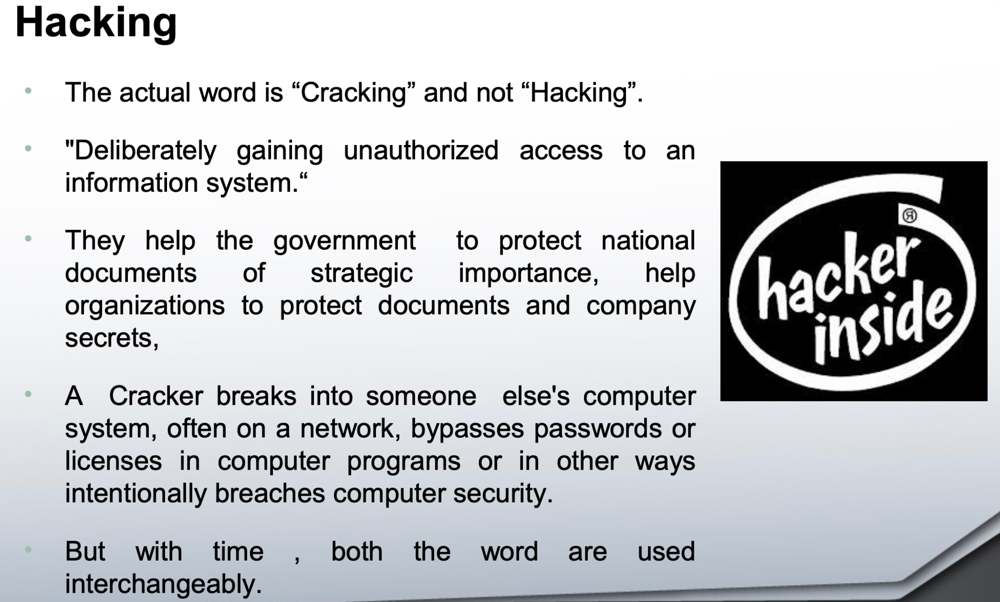 Hacking
• The actual word is “Cracking” and not “Hacking”.
• "Deliberately gaining unauthorized access to an
information system.“
• They help the government to protect national
documents of strategic importance, help
organizations to protect documents and company
secrets,
• A Cracker breaks into someone else's computer
system, often on a network, bypasses passwords or
licenses in computer programs or in other ways
intentionally breaches computer security.
• But with time , both the word are used
interchangeably.
®
hacker
inside